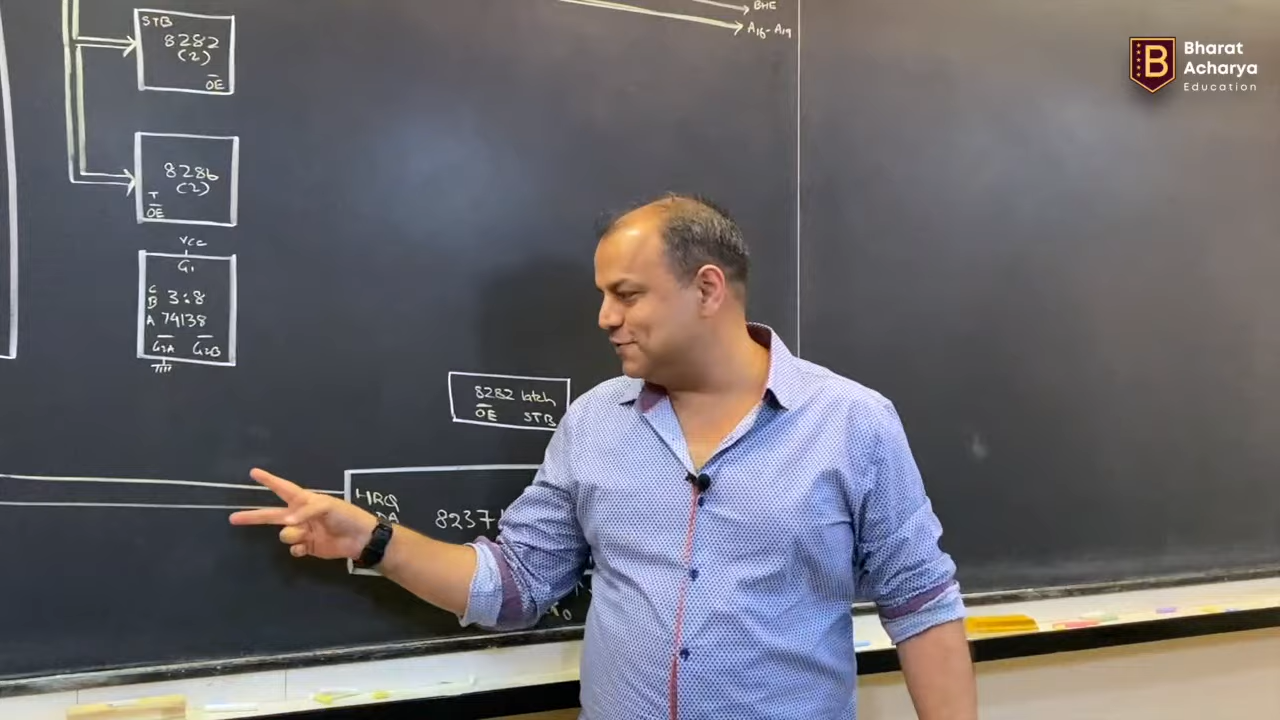 BHE
A16-A19
Bharat
Acharya
Education
STB
8282
(2)
OE
8286
(2)
T
OE
VCC
G1
C
B 3:8
A 74138
G2A G2B
8282 latch
OE STB
HRQ
8237